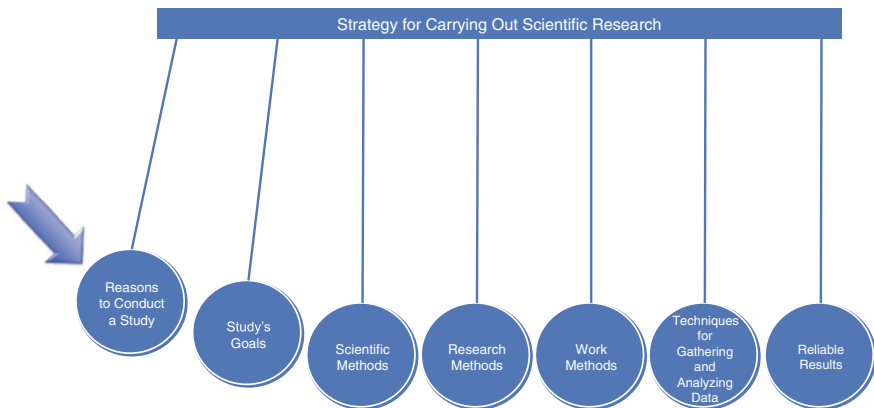 Strategy for Carrying Out Scientific Research
Reasons
to Conduct
a Study
Study's
Goals
Scientific
Methods
Research
Methods
Work
Methods
Techniques
for
Gathering
and
Analyzing
Data
Reliable
Results